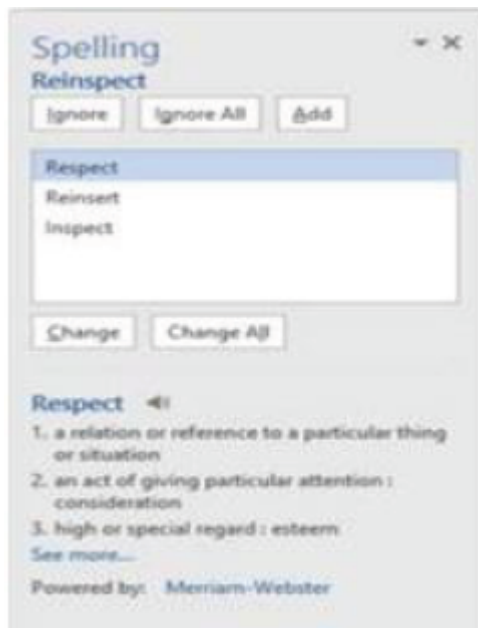 Spelling
Reinspect
Ignore Ignore All Add
Respect
Reinsert
Inspect
Change Change All
Respect
1. a relation or reference to a particular thing
or situation
2. an act of giving particular attention :
consideration
3. high or special regard : esteem
See more...
Powered by: Merriam-Webster